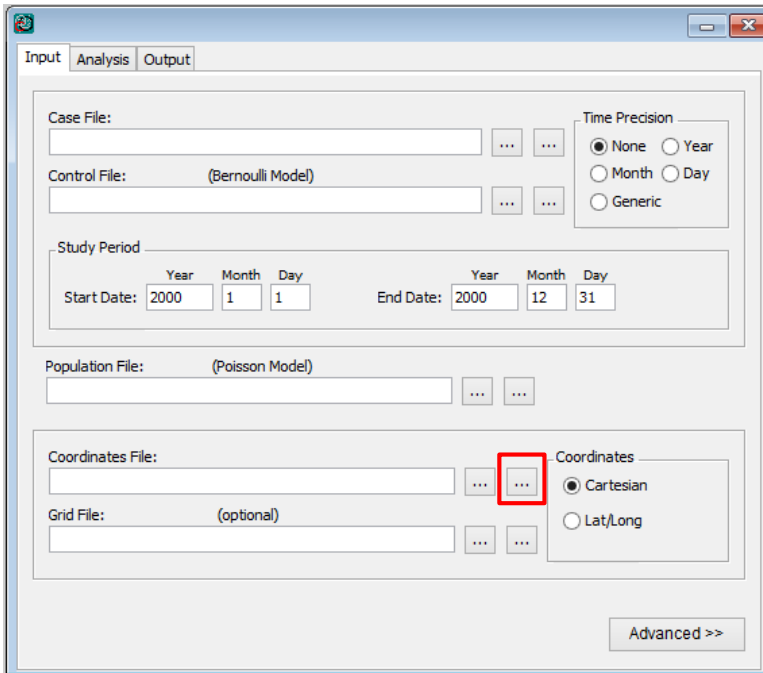 Input Analysis Output
Case File:
... ...
Time Precision
None Year
Month Day
Generic
Control File: (Bernoulli Model)
... ...
Study Period
Year Month Day Year Month Day
Start Date: 2000 1 1 End Date: 2000 12 31
Population File: (Poisson Model)
... ...
Coordinates File:
... ...
Coordinates
Cartesian
Lat/Long
Grid File: (optional)
... ...
Advanced >>